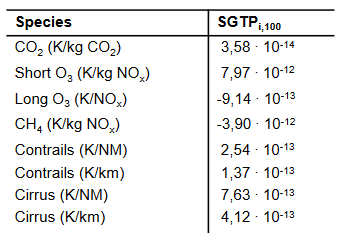 Species SGTPi,100
CO₂ (K/kg CO₂) 3,58 · 10⁻¹⁴
Short O₃ (K/kg NOₓ) 7,97 · 10⁻¹²
Long O₃ (K/NOₓ) -9,14 · 10⁻¹³
CH₄ (K/kg NOₓ) -3,90 · 10⁻¹²
Contrails (K/NM) 2,54 · 10⁻¹³
Contrails (K/km) 1,37 · 10⁻¹³
Cirrus (K/NM) 7,63 · 10⁻¹³
Cirrus (K/km) 4,12 · 10⁻¹³